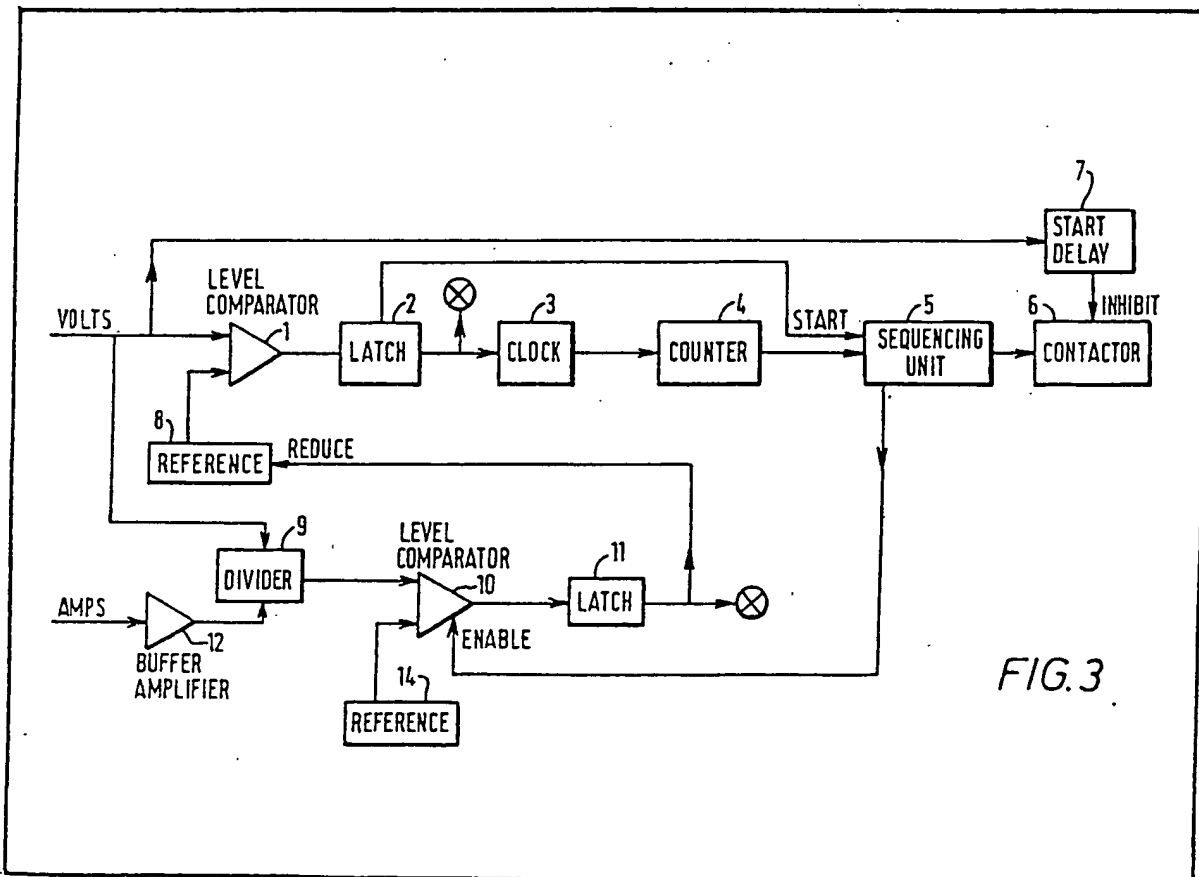 7
START
DELAY
LEVEL
COMPARATOR
VOLTS
1
2
LATCH
3
CLOCK
4
COUNTER
START
5
SEQUENCING
UNIT
6
INHIBIT
CONTACTOR
8
REFERENCE
REDUCE
9
DIVIDER
LEVEL
COMPARATOR
10
ENABLE
11
LATCH
AMPS
12
BUFFER
AMPLIFIER
14
REFERENCE
FIG.3